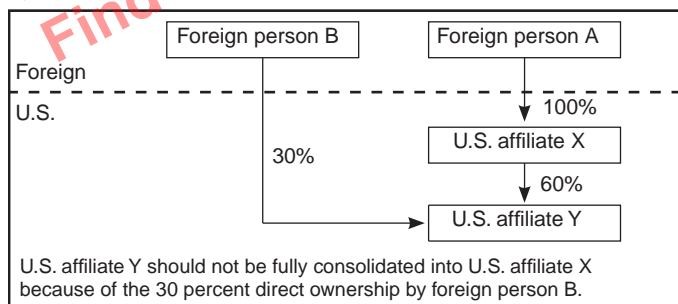 Find
Foreign person B
Foreign person A
Foreign
U.S.
100%
U.S. affiliate X
30%
60%
U.S. affiliate Y
U.S. affiliate Y should not be fully consolidated into U.S. affiliate X
because of the 30 percent direct ownership by foreign person B.